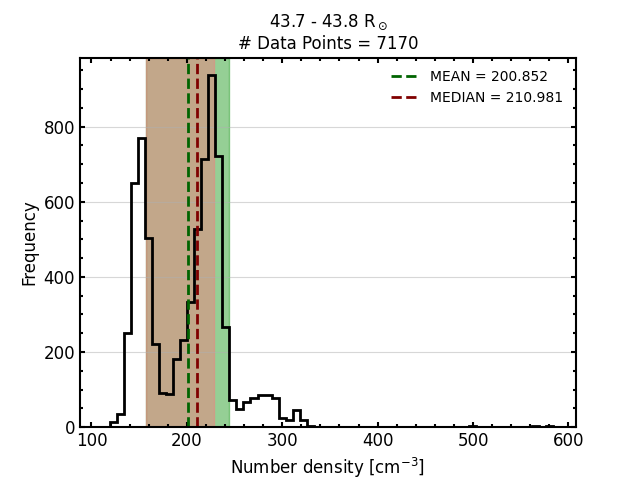 43.7 - 43.8 R⊙
# Data Points = 7170
MEAN = 200.852
MEDIAN = 210.981
Frequency
800
600
400
200
0
100 200 300 400 500 600
Number density [cm⁻³]